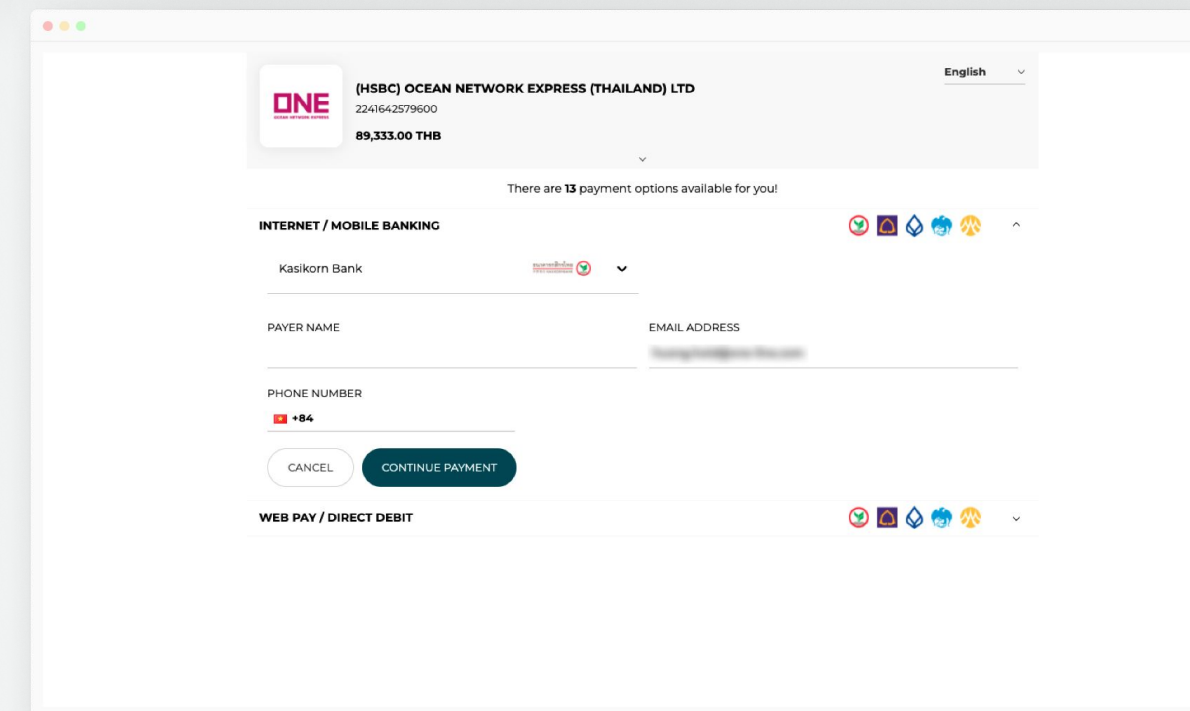 English
ONE
OCEAN NETWORK EXPRESS
(HSBC) OCEAN NETWORK EXPRESS (THAILAND) LTD
2241642579600
89,333.00 THB
There are 13 payment options available for you!
INTERNET / MOBILE BANKING
Kasikorn Bank
PAYER NAME
EMAIL ADDRESS
PHONE NUMBER
+84
CANCEL
CONTINUE PAYMENT
WEB PAY / DIRECT DEBIT